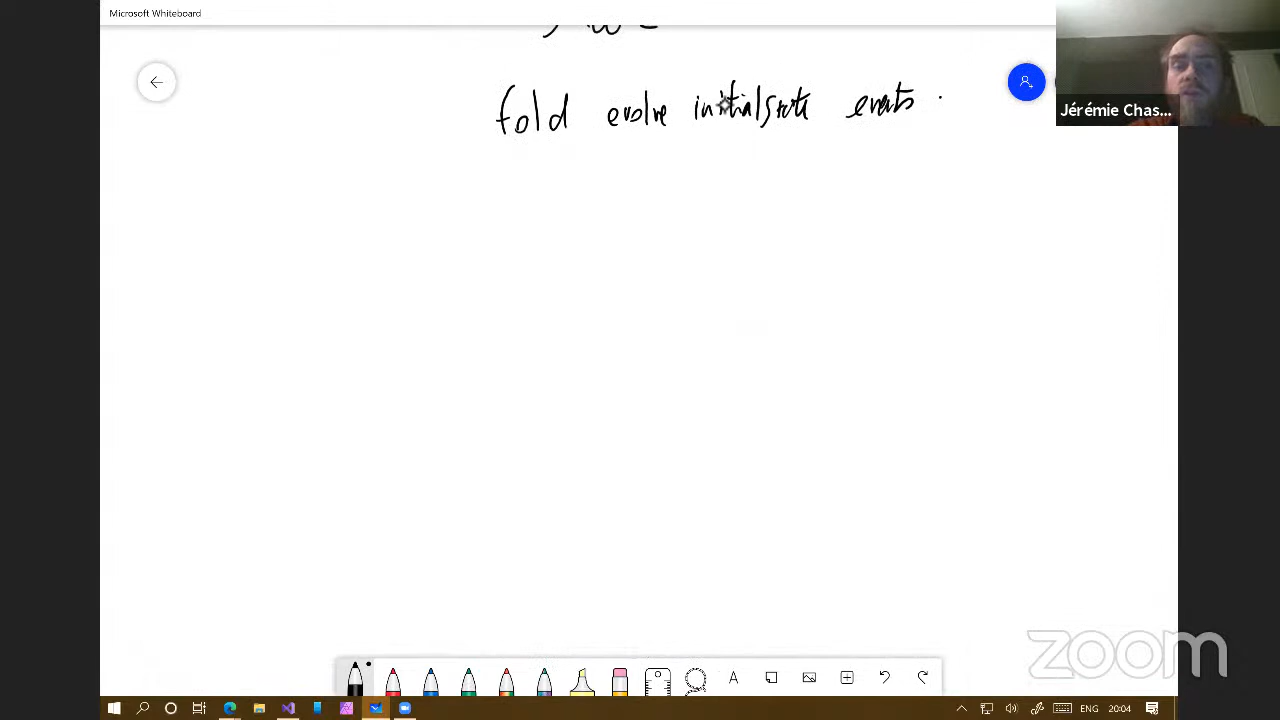 Microsoft Whiteboard
fold evolve initialState events
Jérémie Chas...
zoom
ENG 20:04